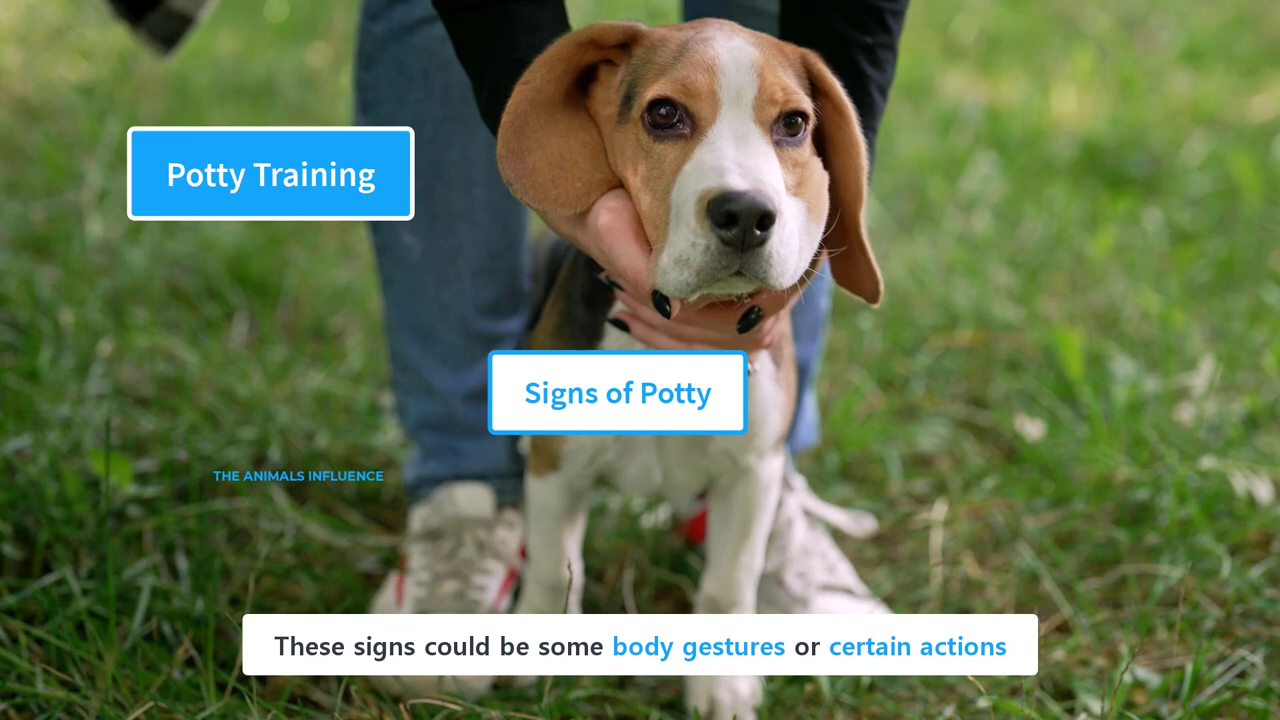 Potty Training
Signs of Potty
THE ANIMALS INFLUENCE
These signs could be some body gestures or certain actions